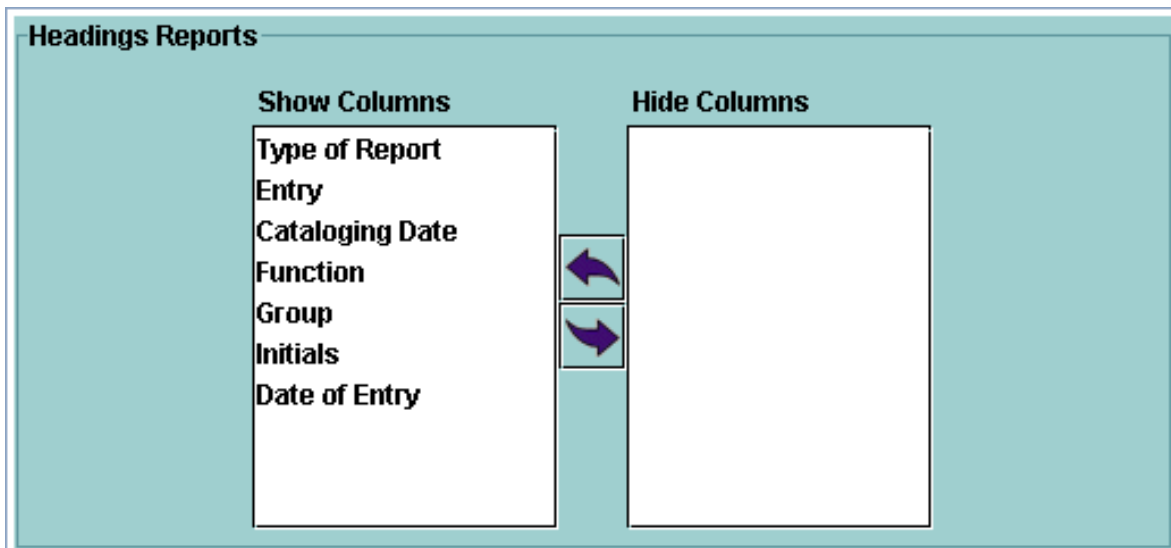 Headings Reports
Show Columns
Hide Columns
Type of Report
Entry
Cataloging Date
Function
Group
Initials
Date of Entry